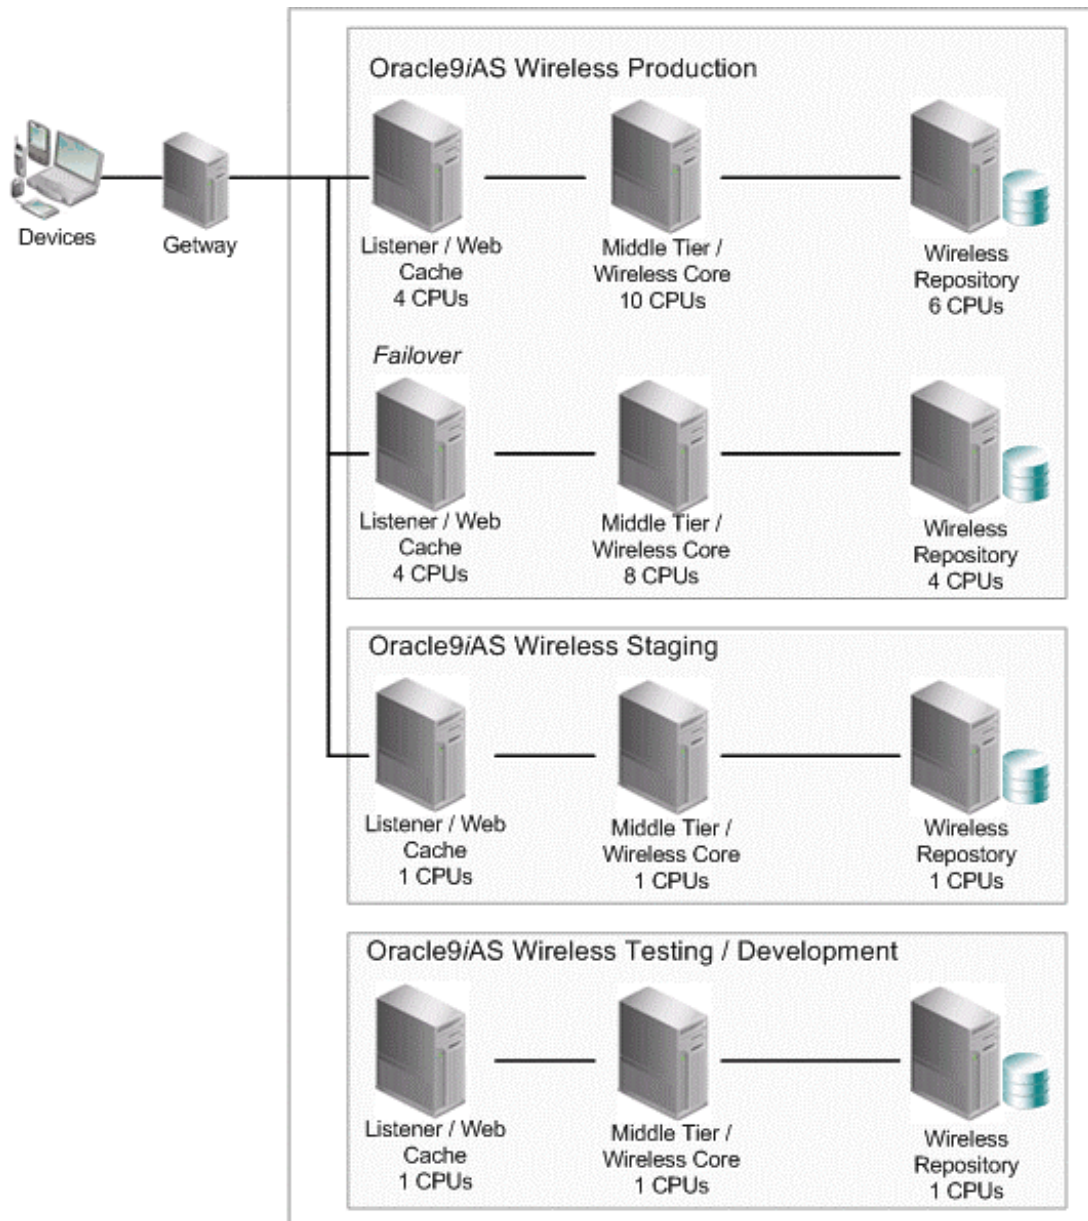 Oracle9iAS Wireless Production
Devices
Getway
Listener / Web
Cache
4 CPUs
Middle Tier /
Wireless Core
10 CPUs
Wireless
Repository
6 CPUs
Failover
Listener / Web
Cache
4 CPUs
Middle Tier /
Wireless Core
8 CPUs
Wireless
Repository
4 CPUs
Oracle9iAS Wireless Staging
Listener / Web
Cache
1 CPUs
Middle Tier /
Wireless Core
1 CPUs
Wireless
Repostory
1 CPUs
Oracle9iAS Wireless Testing / Development
Listener / Web
Cache
1 CPUs
Middle Tier /
Wireless Core
1 CPUs
Wireless
Repository
1 CPUs